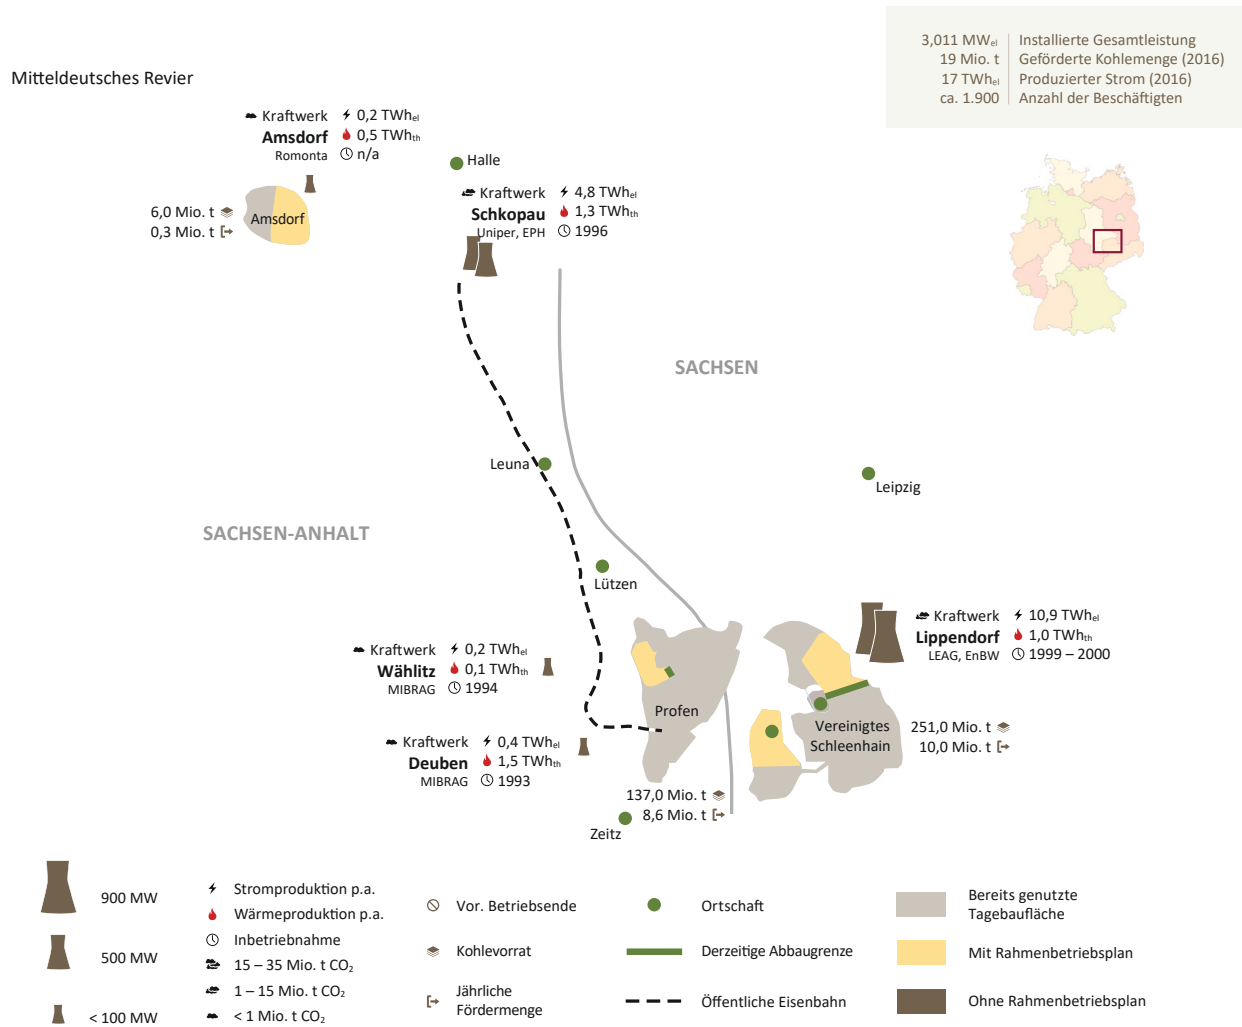 3,011 MWel Installierte Gesamtleistung
19 Mio. t Geförderte Kohlemenge (2016)
17 TWhel Produzierter Strom (2016)
ca. 1.900 Anzahl der Beschäftigten
Mitteldeutsches Revier
Kraftwerk 0,2 TWhel
Amsdorf 0,5 TWhth
Romonta n/a
Halle
Kraftwerk 4,8 TWhel
Schkopau 1,3 TWhth
Uniper, EPH 1996
6,0 Mio. t
0,3 Mio. t
Amsdorf
SACHSEN
Leuna
Leipzig
SACHSEN-ANHALT
Lützen
Kraftwerk 10,9 TWhel
Lippendorf 1,0 TWhth
LEAG, EnBW 1999 – 2000
Kraftwerk 0,2 TWhel
Wählitz 0,1 TWhth
MIBRAG 1994
Profen
Vereinigtes
Schleenhain
251,0 Mio. t
10,0 Mio. t
Kraftwerk 0,4 TWhel
Deuben 1,5 TWhth
MIBRAG 1993
137,0 Mio. t
8,6 Mio. t
Zeitz
900 MW
500 MW
< 100 MW
Stromproduktion p.a.
Wärmeproduktion p.a.
Inbetriebnahme
15 – 35 Mio. t CO₂
1 – 15 Mio. t CO₂
< 1 Mio. t CO₂
Vor. Betriebsende
Kohlevorrat
Jährliche
Fördermenge
Ortschaft
Derzeitige Abbaugrenze
Öffentliche Eisenbahn
Bereits genutzte
Tagebaufläche
Mit Rahmenbetriebsplan
Ohne Rahmenbetriebsplan